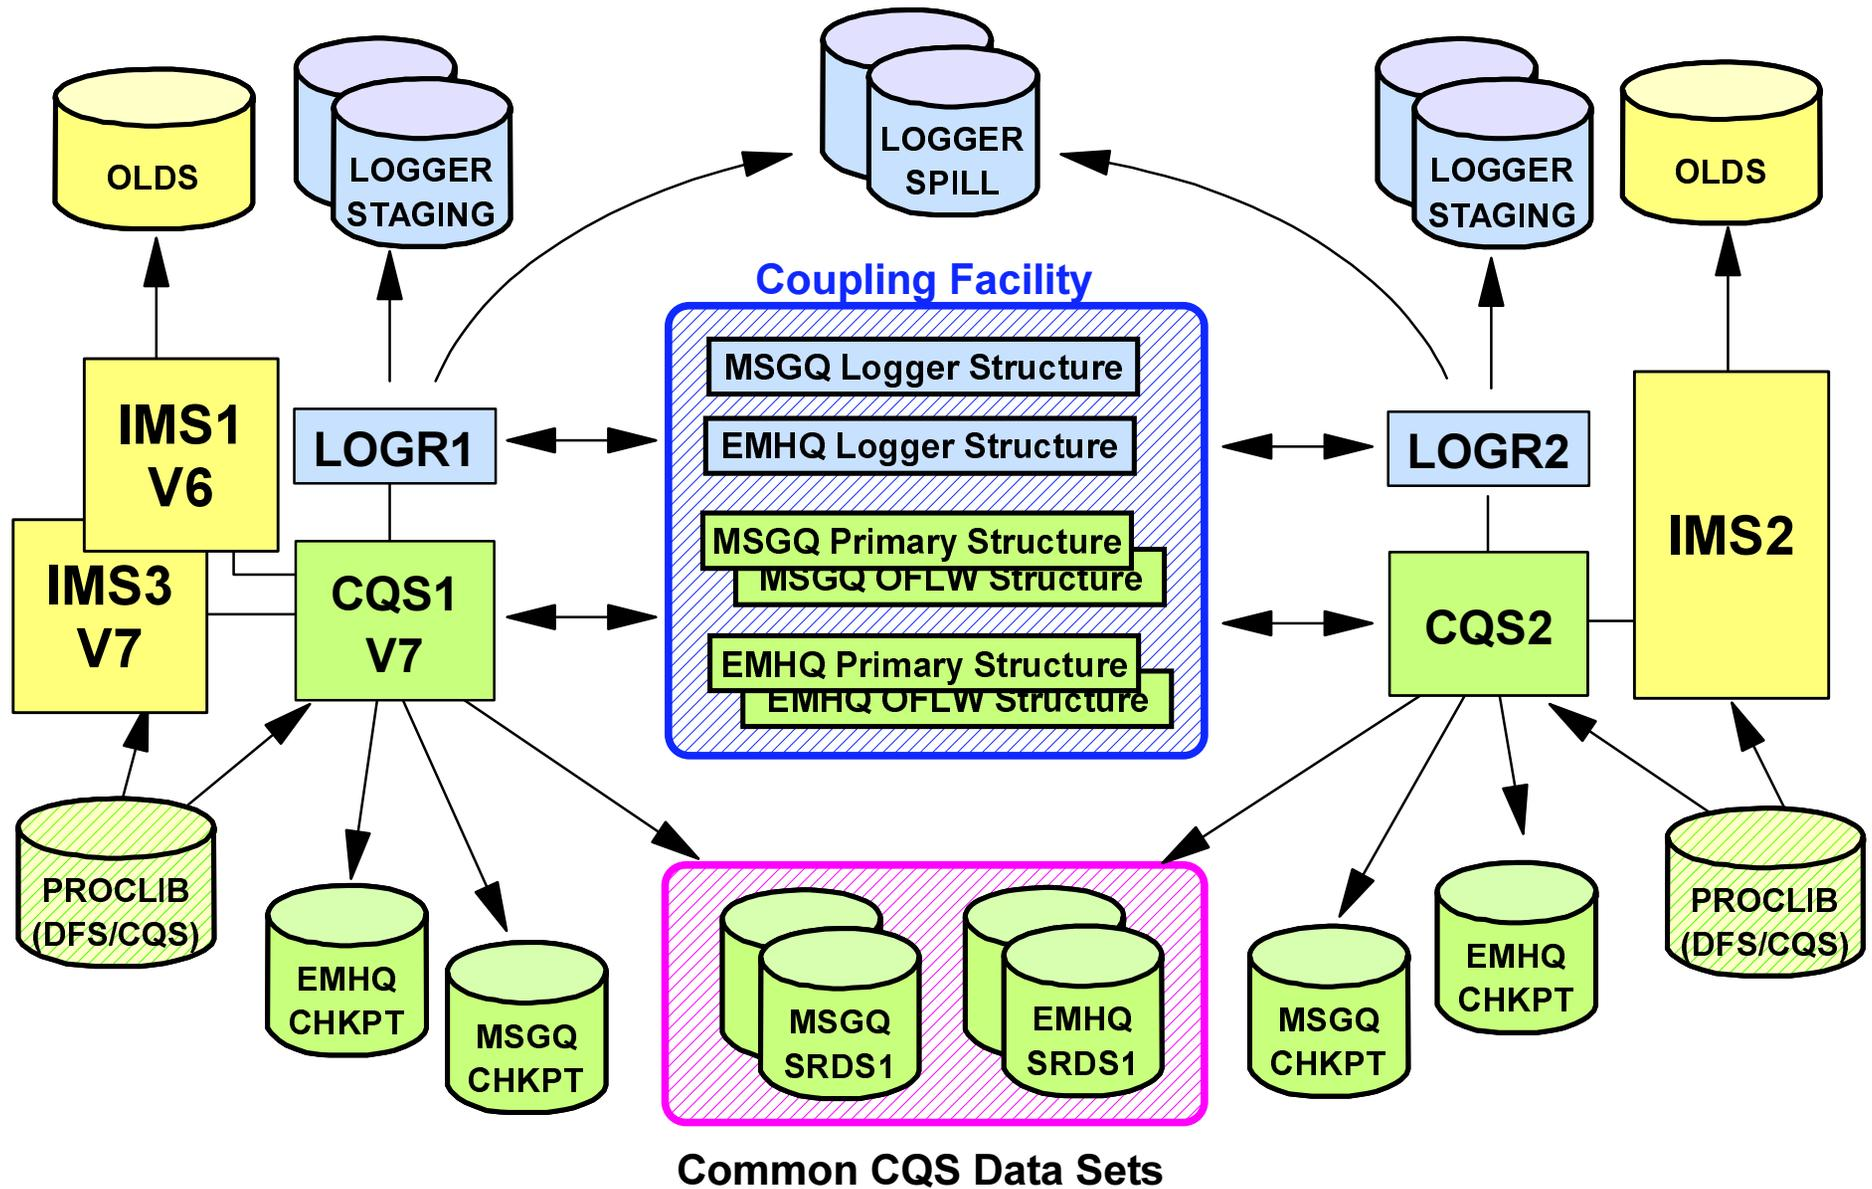 OLDS
LOGGER
STAGING
LOGGER
SPILL
LOGGER
STAGING
OLDS
Coupling Facility
MSGQ Logger Structure
EMHQ Logger Structure
MSGQ Primary Structure
MSGQ OFLW Structure
EMHQ Primary Structure
EMHQ OFLW Structure
IMS1
V6
LOGR1
IMS3
V7
CQS1
V7
LOGR2
IMS2
CQS2
PROCLIB
(DFS/CQS)
EMHQ
CHKPT
MSGQ
CHKPT
MSGQ
SRDS1
EMHQ
SRDS1
MSGQ
CHKPT
EMHQ
CHKPT
PROCLIB
(DFS/CQS)
Common CQS Data Sets